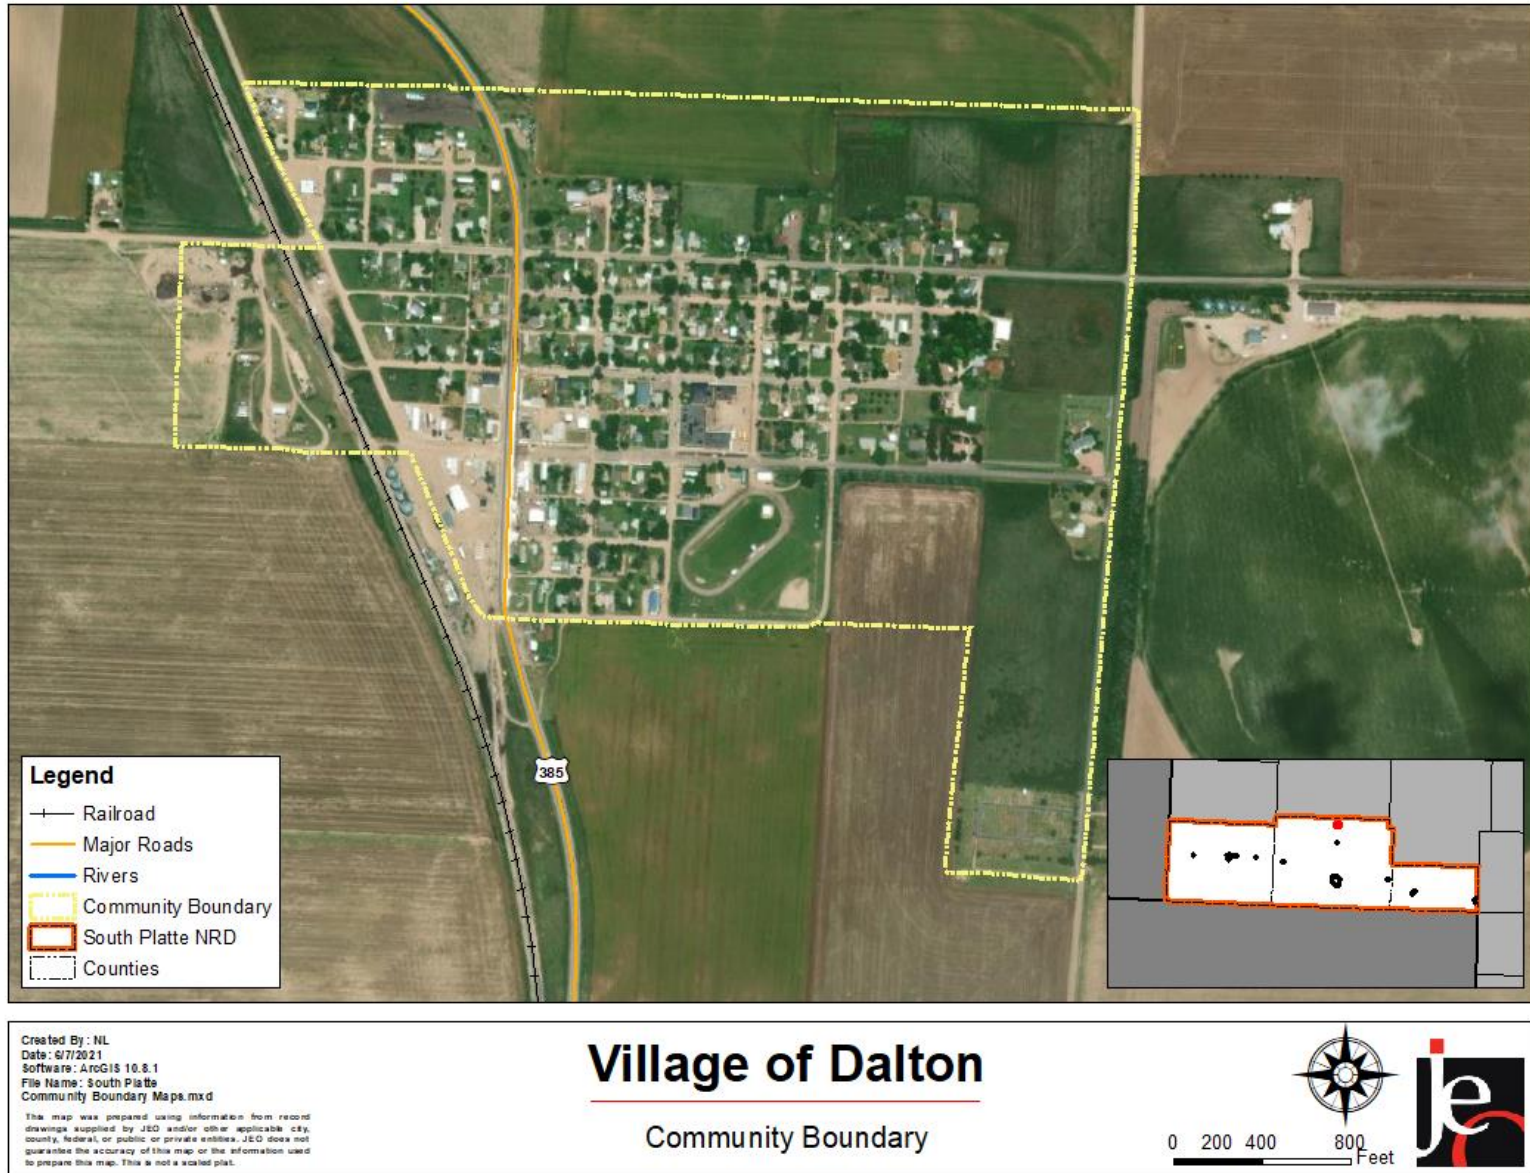 385
Legend
Railroad
Major Roads
Rivers
Community Boundary
South Platte NRD
Counties
Created By: NL
Date: 6/7/2021
Software: ArcGIS 10.8.1
File Name: South Platte
Community Boundary Maps.mxd
This map was prepared using information from record
drawings supplied by JEO and/or other applicable city,
county, federal, or public or private entities. JEO does not
guarantee the accuracy of this map or the information used
to prepare this map. This is not a scaled plat.
Village of Dalton
Community Boundary
0 200 400 800
Feet
jeo